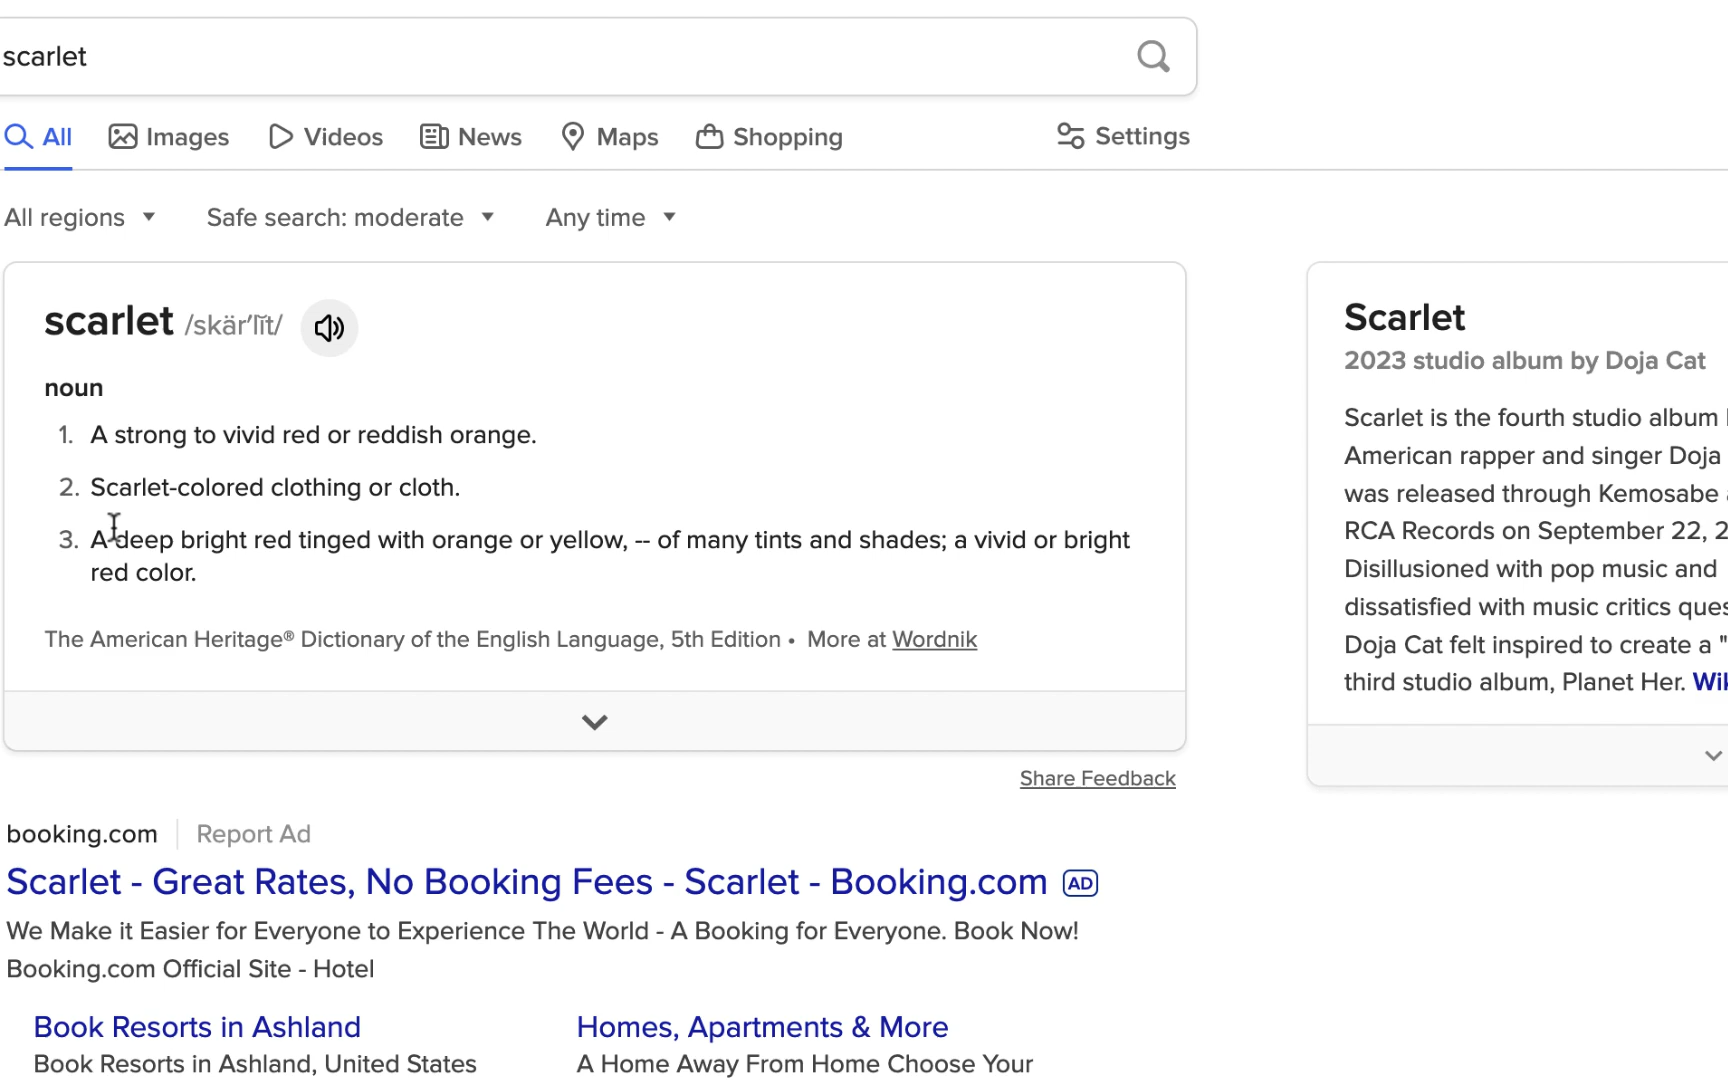 scarlet
All Images Videos News Maps Shopping Settings
All regions Safe search: moderate Any time
scarlet /skär′lĭt/
noun
1. A strong to vivid red or reddish orange.
2. Scarlet-colored clothing or cloth.
3. A deep bright red tinged with orange or yellow, -- of many tints and shades; a vivid or bright
red color.
The American Heritage® Dictionary of the English Language, 5th Edition • More at Wordnik
Share Feedback
Scarlet
2023 studio album by Doja Cat
Scarlet is the fourth studio album
American rapper and singer Doja
was released through Kemosabe
RCA Records on September 22, 2
Disillusioned with pop music and
dissatisfied with music critics ques
Doja Cat felt inspired to create a "
third studio album, Planet Her. Wik
booking.com Report Ad
Scarlet - Great Rates, No Booking Fees - Scarlet - Booking.com AD
We Make it Easier for Everyone to Experience The World - A Booking for Everyone. Book Now!
Booking.com Official Site - Hotel
Book Resorts in Ashland
Book Resorts in Ashland, United States
Homes, Apartments & More
A Home Away From Home Choose Your